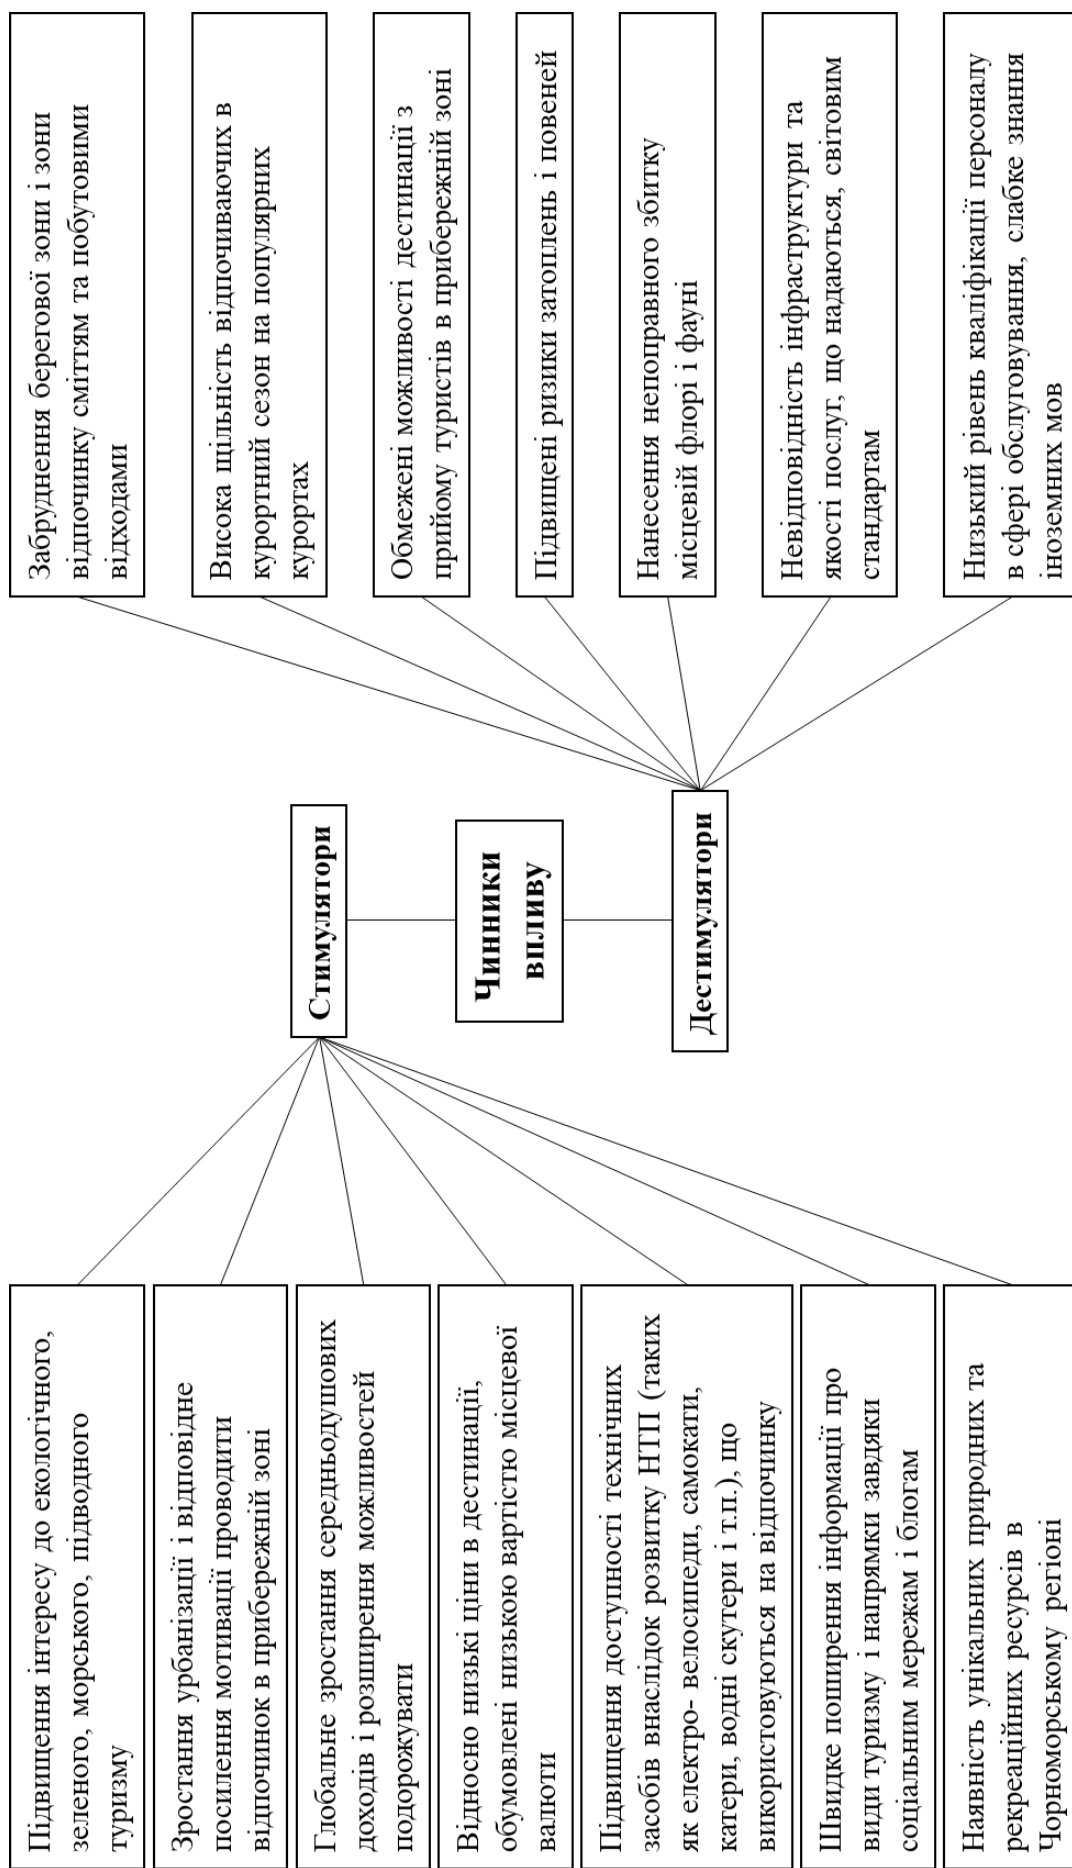 Підвищення інтересу до екологічного,
зеленого, морського, підводного
туризму
Зростання урбанізації і відповідне
посилення мотивації проводити
відпочинок в прибережній зоні
Глобальне зростання середньодушових
доходів і розширення можливостей
подорожувати
Відносно низькі ціни в дестинації,
обумовлені низькою вартістю місцевої
валюти
Підвищення доступності технічних
засобів внаслідок розвитку НТП (таких
як електро- велосипеди, самокати,
катери, водні скутери і т.п.), що
використовуються на відпочинку
Швидке поширення інформації про
види туризму і напрямки завдяки
соціальним мережам і блогам
Наявність унікальних природних та
рекреаційних ресурсів в
Чорноморському регіоні
Стимулятори
Чинники
впливу
Дестимулятори
Забруднення берегової зони і зони
відпочинку сміттям та побутовими
відходами
Висока щільність відпочиваючих в
курортний сезон на популярних
курортах
Обмежені можливості дестинації з
прийому туристів в прибережній зоні
Підвищені ризики затоплень і повеней
Нанесення непоправного збитку
місцевій флорі і фауні
Невідповідність інфраструктури та
якості послуг, що надаються, світовим
стандартам
Низький рівень кваліфікації персоналу
в сфері обслуговування, слабке знання
іноземних мов